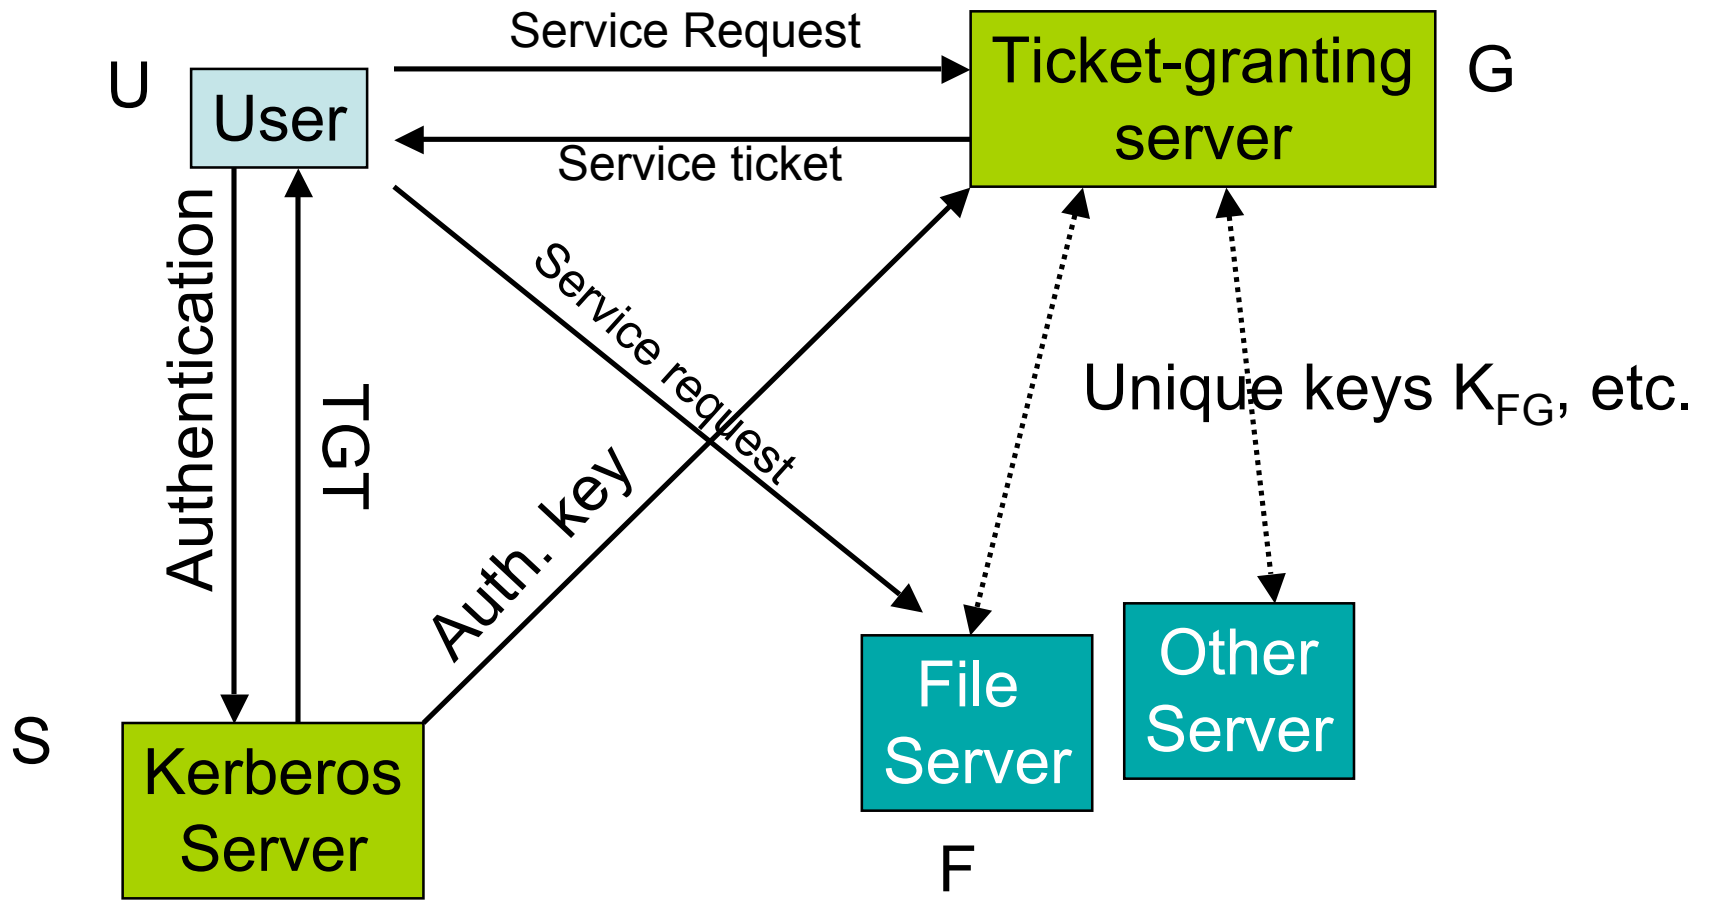 Service Request
U
User
Ticket-granting
server
G
Service ticket
Authentication
TGT
Service request
Auth. key
Unique keys K_FG, etc.
S
Kerberos
Server
File
Server
F
Other
Server